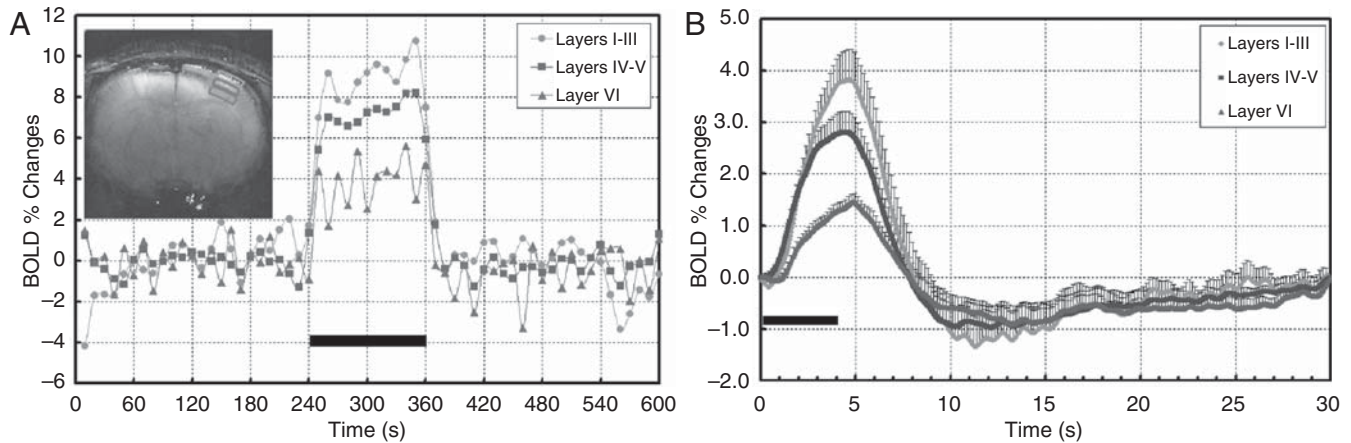 A
BOLD % Changes
12
10
8
6
4
2
0
−2
−4
−6
Layers I-III
Layers IV-V
Layer VI
0 60 120 180 240 300 360 420 480 540 600
Time (s)
B
BOLD % Changes
5.0
4.0
3.0.
2.0
1.0
0.0
−1.0
−2.0
Layers I-III
Layers IV-V
Layer VI
0 5 10 15 20 25 30
Time (s)